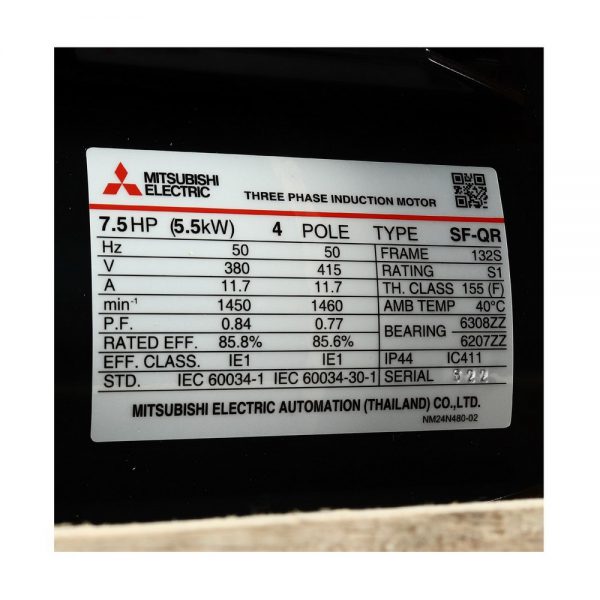 MITSUBISHI
ELECTRIC
THREE PHASE INDUCTION MOTOR
7.5HP (5.5kW) 4 POLE TYPE SF-QR
Hz 50 50 FRAME 132S
V 380 415 RATING S1
A 11.7 11.7 TH. CLASS 155 (F)
min-1 1450 1460 AMB TEMP 40°C
P.F. 0.84 0.77 BEARING 6308ZZ
RATED EFF. 85.8% 85.6% 6207ZZ
EFF. CLASS. IE1 IE1 IP44 IC411
STD. IEC 60034-1 IEC 60034-30-1 SERIAL 522
MITSUBISHI ELECTRIC AUTOMATION (THAILAND) CO.,LTD.
NM24N480-02